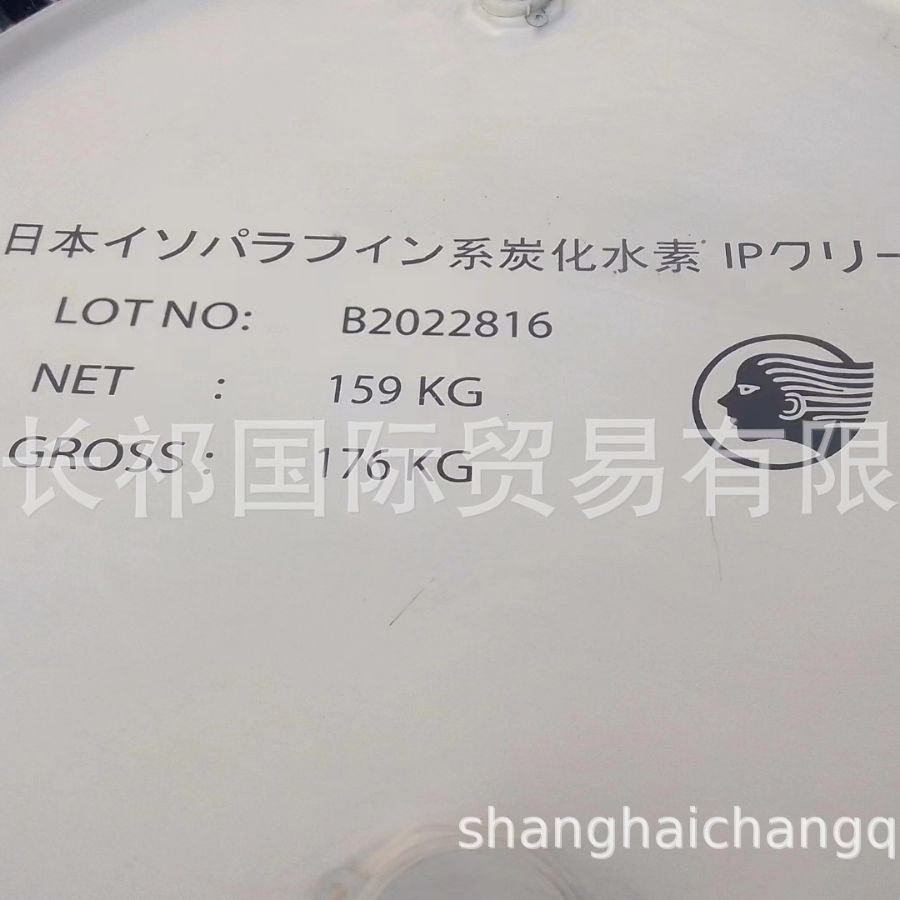 日本イソパラフイン系炭化水素 IPクリー
LOT NO: B2022816
NET : 159 KG
GROSS : 176 KG
长祁国际贸易有限
shanghaichangq